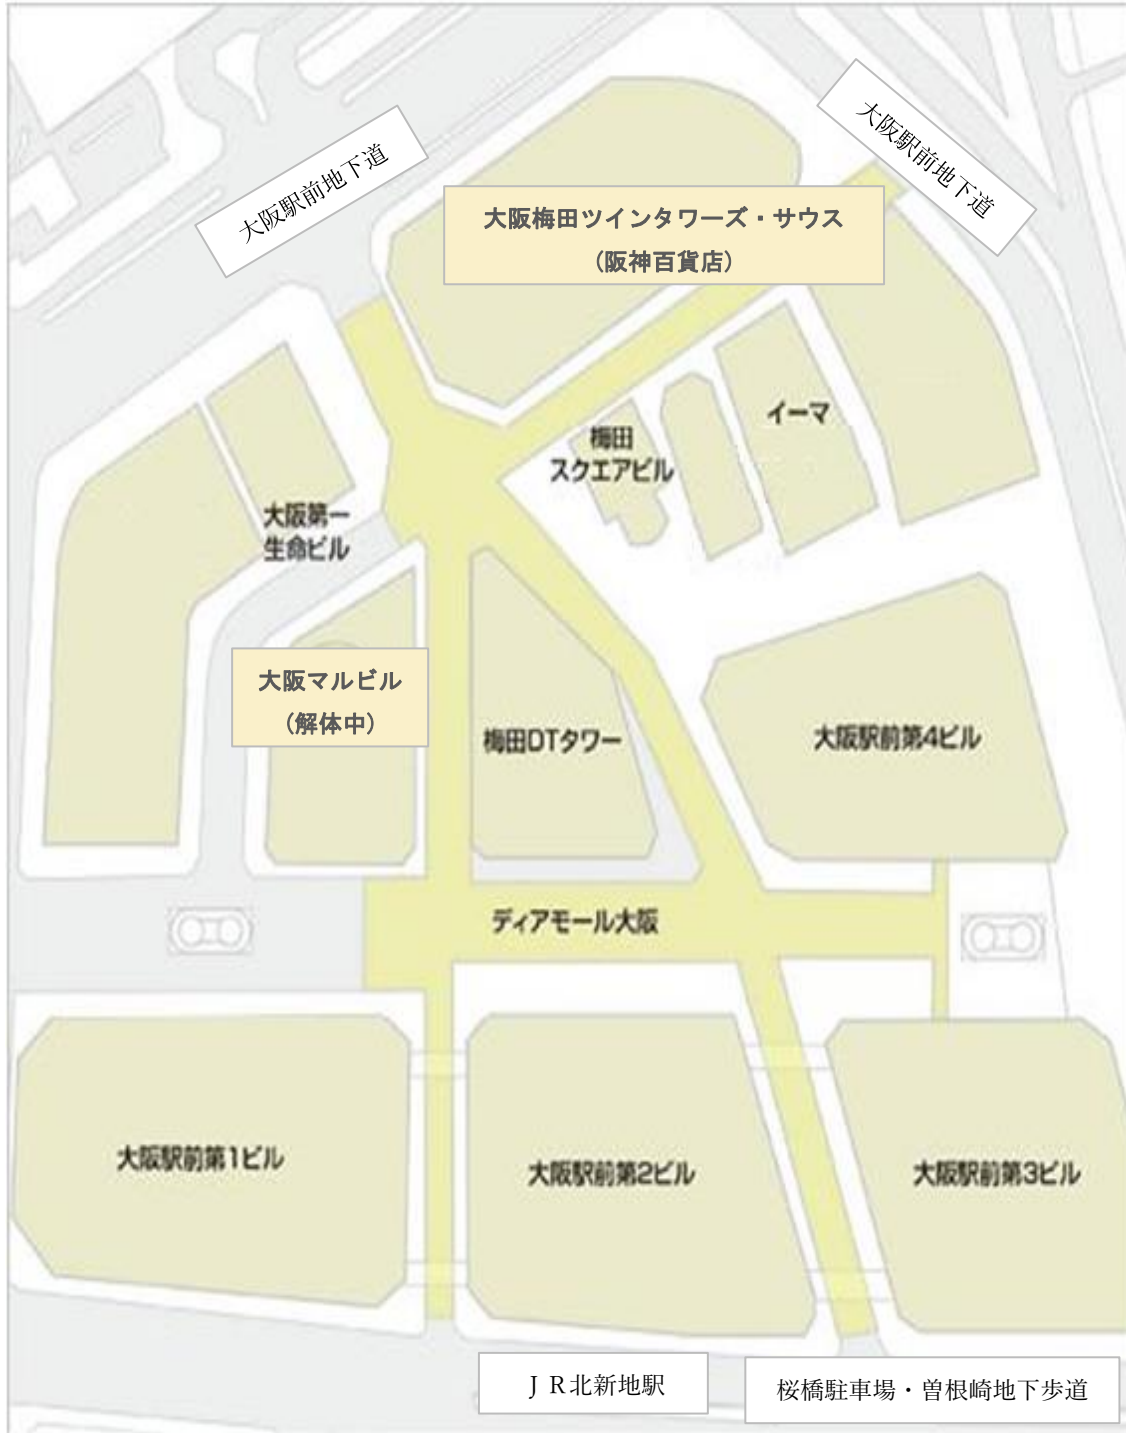 大阪駅前地下道
大阪駅前地下道
大阪梅田ツインタワーズ・サウス
(阪神百貨店)
イーマ
梅田
スクエアビル
大阪第一
生命ビル
大阪マルビル
(解体中)
梅田DTタワー
大阪駅前第4ビル
ディアモール大阪
大阪駅前第1ビル
大阪駅前第2ビル
大阪駅前第3ビル
ＪＲ北新地駅
桜橋駐車場・曽根崎地下歩道